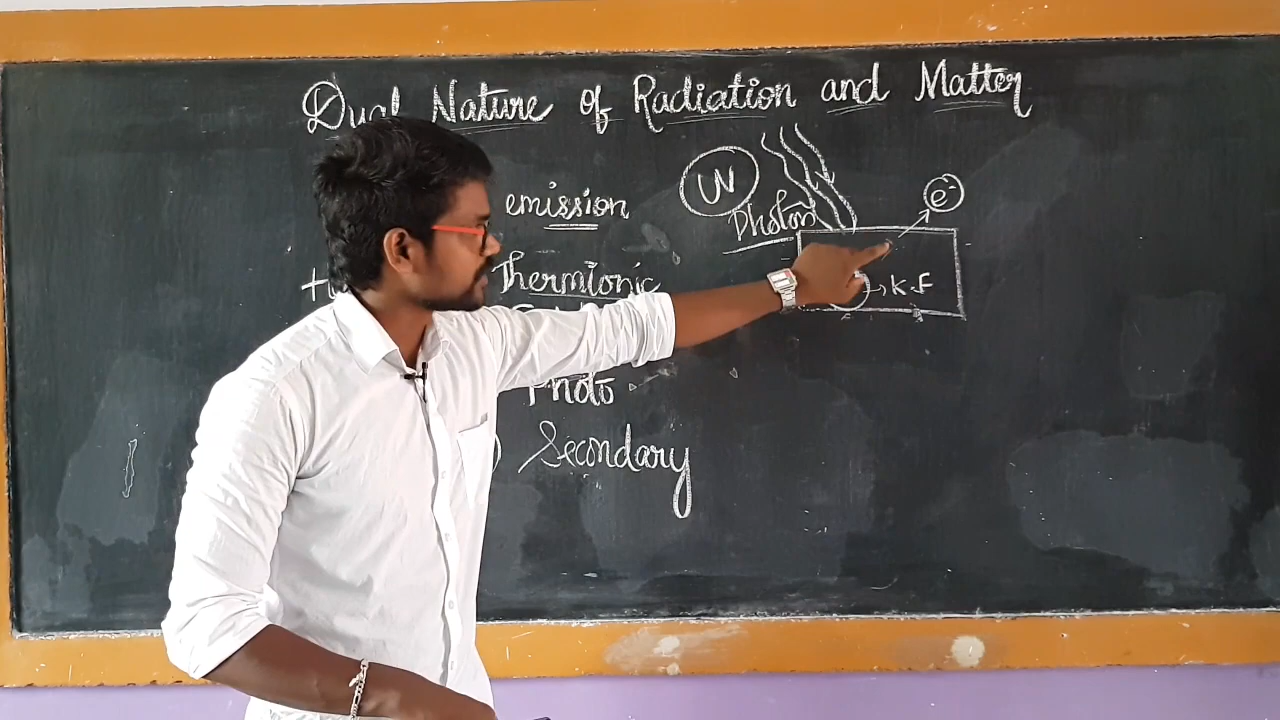 Dual Nature of Radiation and Matter
emission
UV
Photon
e-
Thermionic
K.F
Photo
Secondary